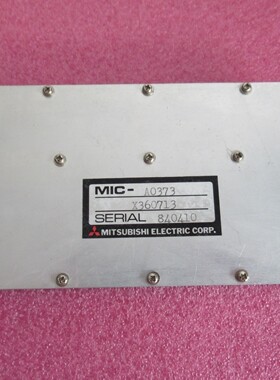 MIC- A0373
X360713
SERIAL 840410
MITSUBISHI ELECTRIC CORP.